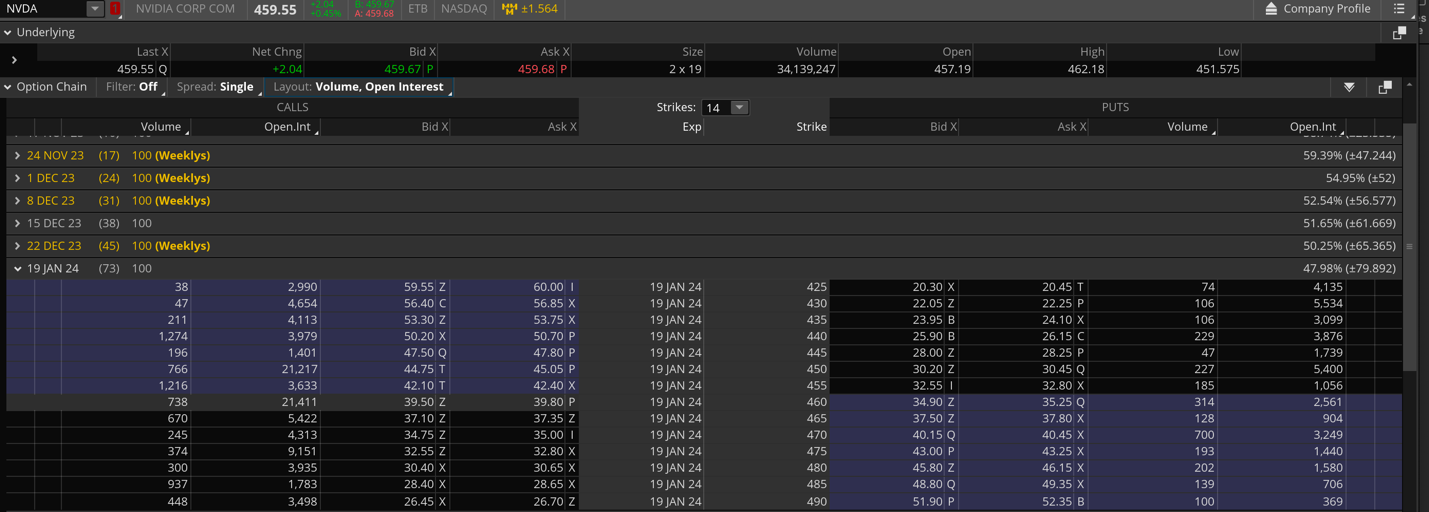 NVDA 1 NVIDIA CORP COM 459.55 +2.04 +0.45% B: 459.67 A: 459.68 ETB NASDAQ MMM ±1.564 Company Profile
Underlying
Last X Net Chng Bid X Ask X Size Volume Open High Low
459.55 Q +2.04 459.67 P 459.68 P 2 x 19 34,139,247 457.19 462.18 451.575
Option Chain Filter: Off Spread: Single Layout: Volume, Open Interest
CALLS Strikes: 14 PUTS
Volume Open.Int Bid X Ask X Exp Strike Bid X Ask X Volume Open.Int
24 NOV 23 (17) 100 (Weeklys) 59.39% (±47.244)
1 DEC 23 (24) 100 (Weeklys) 54.95% (±52)
8 DEC 23 (31) 100 (Weeklys) 52.54% (±56.577)
15 DEC 23 (38) 100 51.65% (±61.669)
22 DEC 23 (45) 100 (Weeklys) 50.25% (±65.365)
19 JAN 24 (73) 100 47.98% (±79.892)
38 2,990 59.55 Z 60.00 I 19 JAN 24 425 20.30 X 20.45 T 74 4,135
47 4,654 56.40 C 56.85 X 19 JAN 24 430 22.05 Z 22.25 P 106 5,534
211 4,113 53.30 Z 53.75 X 19 JAN 24 435 23.95 B 24.10 X 106 3,099
1,274 3,979 50.20 X 50.70 P 19 JAN 24 440 25.90 B 26.15 C 229 3,876
196 1,401 47.50 Q 47.80 P 19 JAN 24 445 28.00 Z 28.25 P 47 1,739
766 21,217 44.75 T 45.05 P 19 JAN 24 450 30.20 Z 30.45 Q 227 5,400
1,216 3,633 42.10 T 42.40 X 19 JAN 24 455 32.55 I 32.80 X 185 1,056
738 21,411 39.50 Z 39.80 P 19 JAN 24 460 34.90 Z 35.25 Q 314 2,561
670 5,422 37.10 Z 37.35 Z 19 JAN 24 465 37.50 Z 37.80 X 128 904
245 4,313 34.75 Z 35.00 I 19 JAN 24 470 40.15 Q 40.45 X 700 3,249
374 9,151 32.55 Z 32.80 X 19 JAN 24 475 43.00 P 43.25 X 193 1,440
300 3,935 30.40 X 30.65 X 19 JAN 24 480 45.80 Z 46.15 X 202 1,580
937 1,783 28.40 X 28.65 X 19 JAN 24 485 48.80 Q 49.35 X 139 706
448 3,498 26.45 X 26.70 Z 19 JAN 24 490 51.90 P 52.35 B 100 369